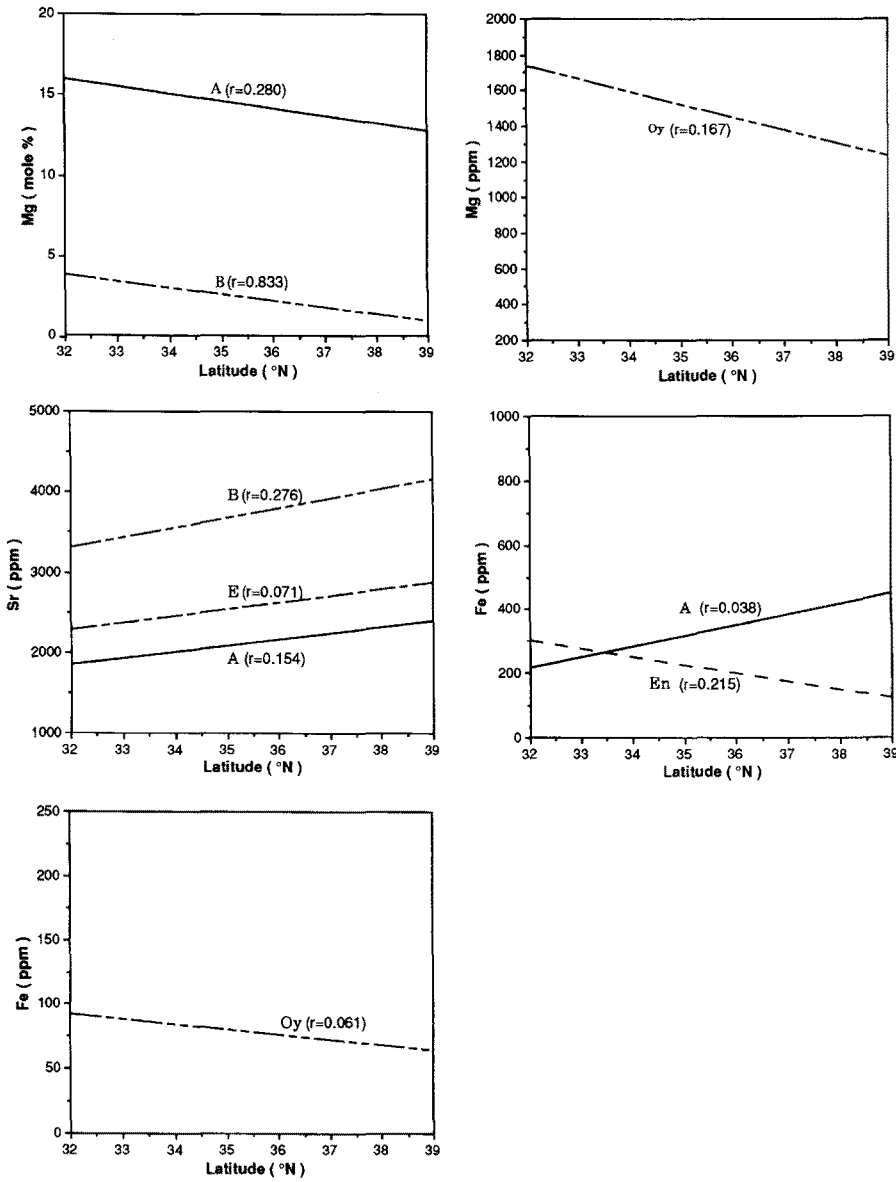 20
15
10
5
0
Mg ( mole % )
A (r=0.280)
B (r=0.833)
32 33 34 35 36 37 38 39
Latitude ( °N )
2000
1800
1600
1400
1200
1000
800
600
400
200
Mg ( ppm )
Oy (r=0.167)
32 33 34 35 36 37 38 39
Latitude ( °N )
5000
4000
3000
2000
1000
Sr ( ppm )
B (r=0.276)
E (r=0.071)
A (r=0.154)
32 33 34 35 36 37 38 39
Latitude ( °N )
1000
800
600
400
200
0
Fe ( ppm )
A (r=0.038)
En (r=0.215)
32 33 34 35 36 37 38 39
Latitude ( °N )
250
200
150
100
50
0
Fe ( ppm )
Oy (r=0.061)
32 33 34 35 36 37 38 39
Latitude ( °N )